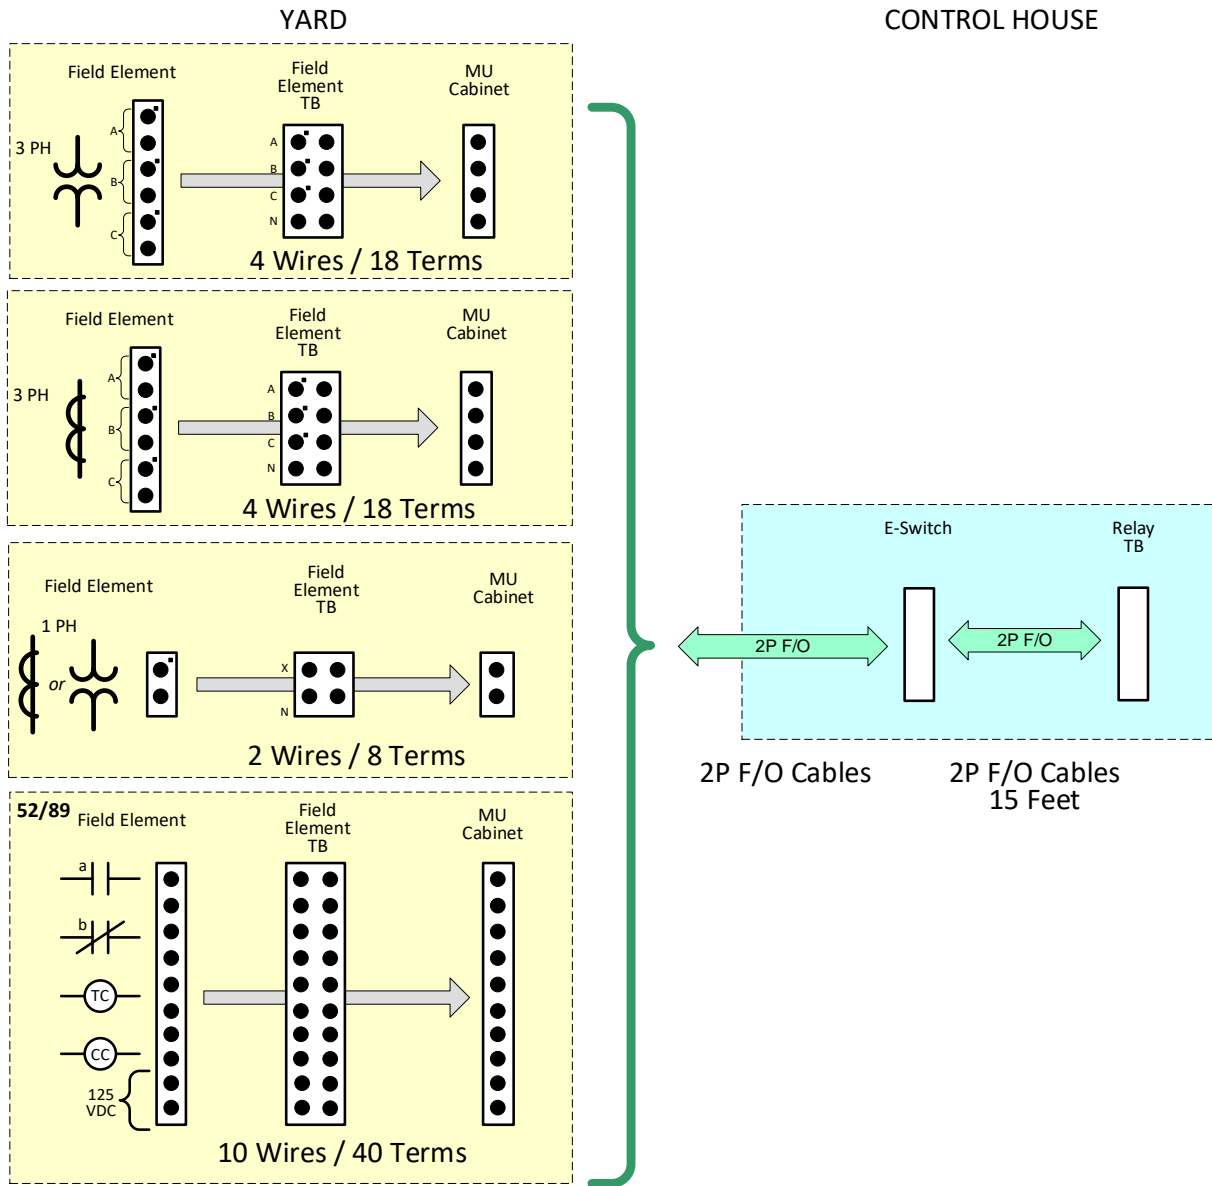 YARD
CONTROL HOUSE
Field Element
Field
Element
TB
MU
Cabinet
3 PH
A
B
C
A
B
C
N
4 Wires / 18 Terms
Field Element
Field
Element
TB
MU
Cabinet
3 PH
A
B
C
A
B
C
N
4 Wires / 18 Terms
Field Element
Field
Element
TB
MU
Cabinet
1 PH
or
X
N
2 Wires / 8 Terms
52/89
Field Element
Field
Element
TB
MU
Cabinet
a
b
TC
CC
125
VDC
10 Wires / 40 Terms
E-Switch
Relay
TB
2P F/O
2P F/O
2P F/O Cables
2P F/O Cables
15 Feet